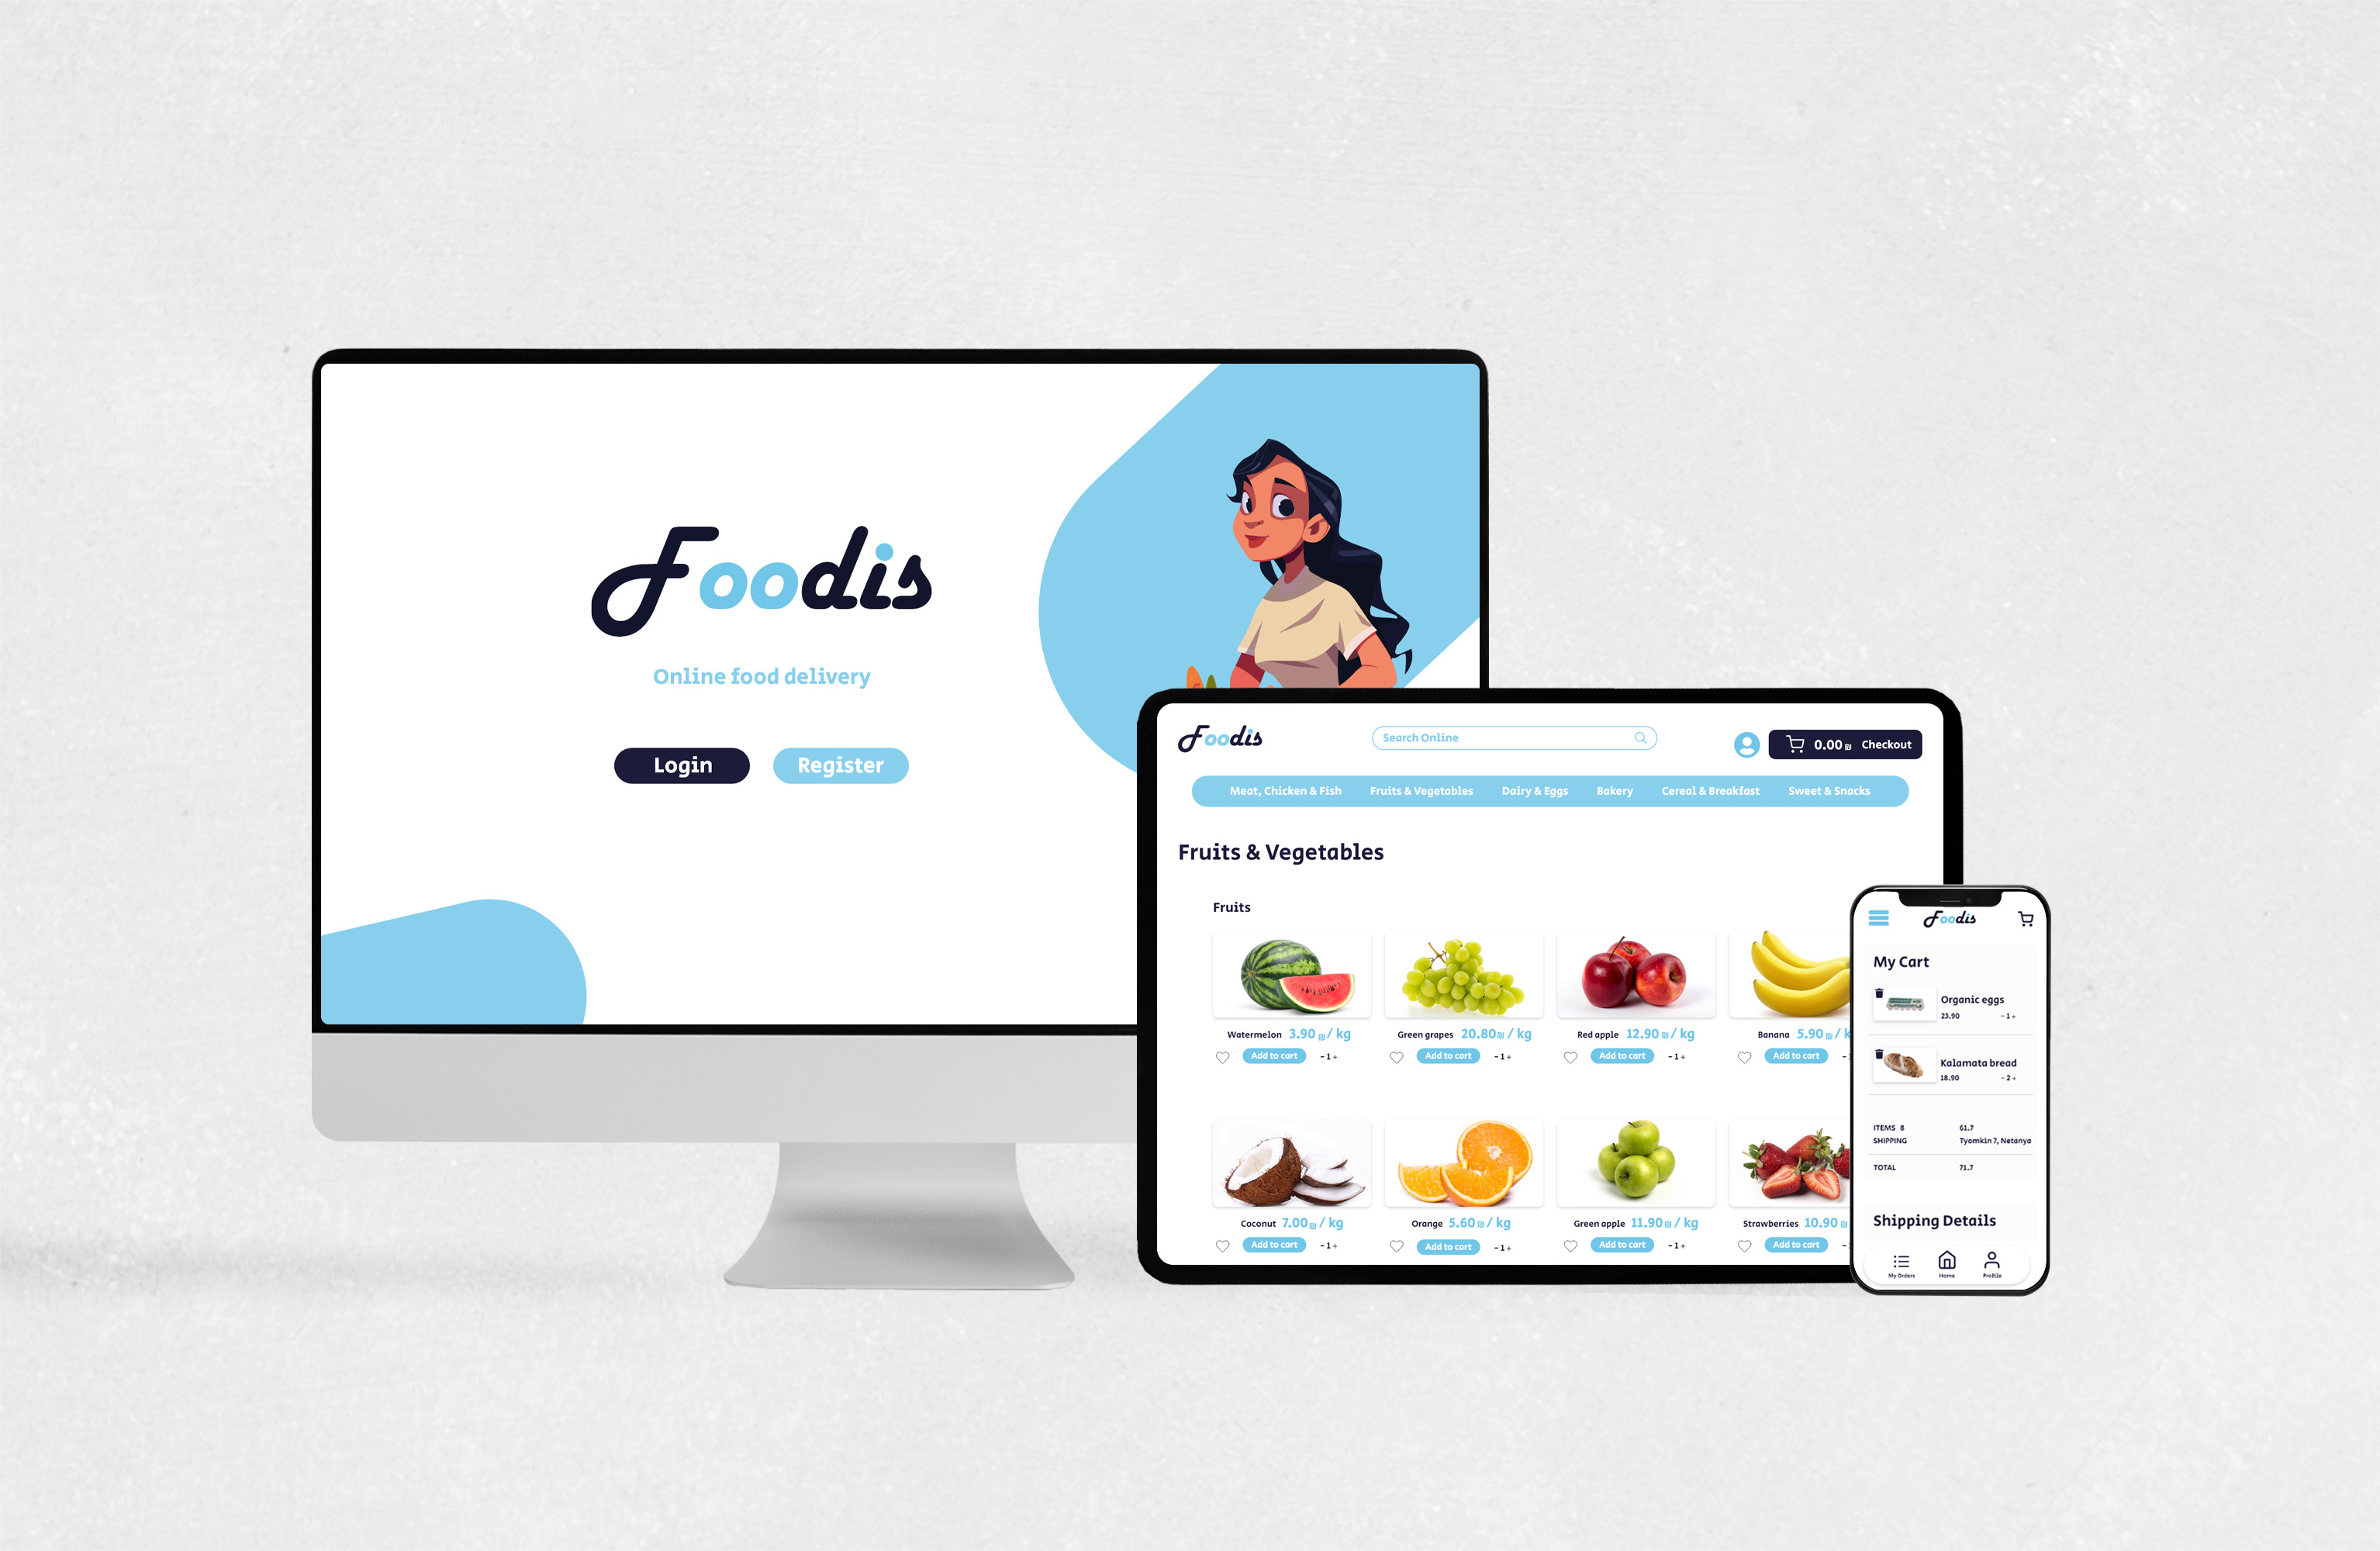 Foodis
Online food delivery
Login Register
Foodis
Search Online
0.00 ₪ Checkout
Meat, Chicken & Fish Fruits & Vegetables Dairy & Eggs Bakery Cereal & Breakfast Sweet & Snacks
Fruits & Vegetables
Fruits
Watermelon 3.90 ₪ / kg
Add to cart - 1 +
Green grapes 20.80 ₪ / kg
Add to cart - 1 +
Red apple 12.90 ₪ / kg
Add to cart - 1 +
Banana 5.90 ₪ / k
Add to cart -
Coconut 7.00 ₪ / kg
Add to cart - 1 +
Orange 5.60 ₪ / kg
Add to cart - 1 +
Green apple 11.90 ₪ / kg
Add to cart - 1 +
Strawberries 10.90 ₪
Add to cart -
Foodis
My Cart
Organic eggs
23.90 - 1 +
Kalamata bread
18.90 - 2 +
ITEMS 8 61.7
SHIPPING Tyomkin 7, Netanya
TOTAL 71.7
Shipping Details
My Orders Home Profile